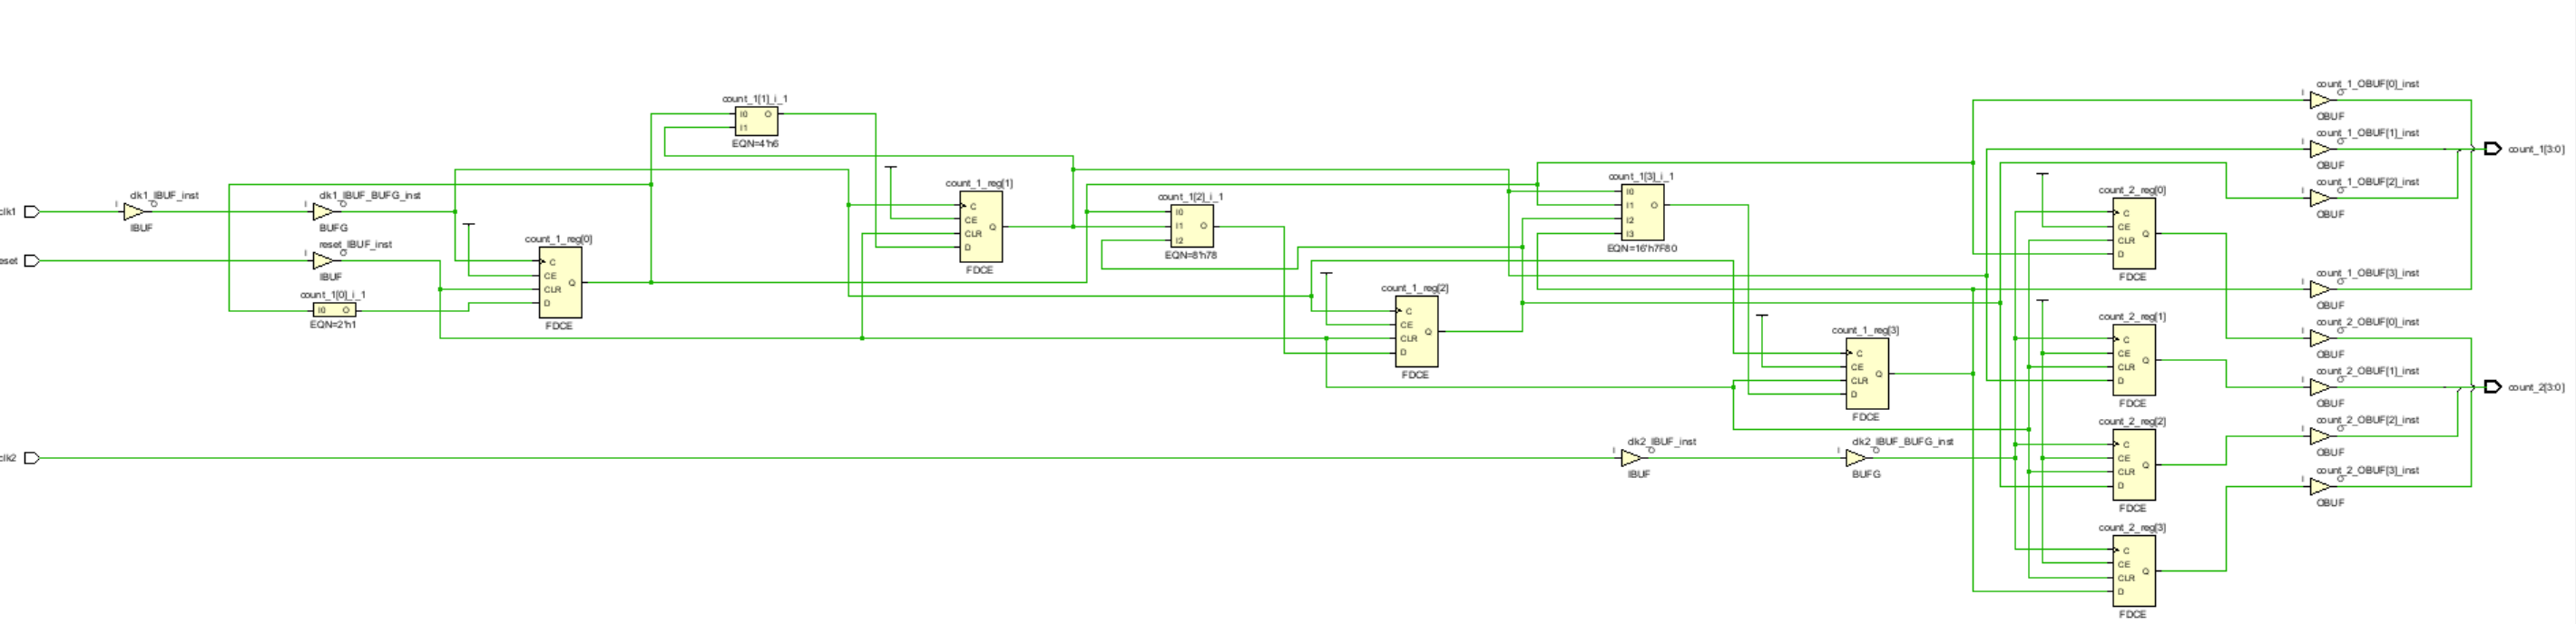 clk1
I
O
clk1_IBUF_inst
IBUF
I
O
clk1_IBUF_BUFG_inst
BUFG
eset
I
O
reset_IBUF_inst
IBUF
count_1[0]_i_1
I0 O
EQN=2'h1
count_1_reg[0]
C
CE
CLR
D
Q
FDCE
count_1[1]_i_1
I0 O
I1
EQN=4'h6
count_1_reg[1]
C
CE
CLR
D
Q
FDCE
count_1[2]_i_1
I0
I1 O
I2
EQN=8'h78
count_1_reg[2]
C
CE
CLR
D
Q
FDCE
count_1[3]_i_1
I0
I1 O
I2
I3
EQN=16'h7F80
count_1_reg[3]
C
CE
CLR
D
Q
FDCE
clk2
clk2_IBUF_inst
I
O
IBUF
clk2_IBUF_BUFG_inst
I
O
BUFG
count_2_reg[0]
C
CE
CLR
D
Q
FDCE
count_2_reg[1]
C
CE
CLR
D
Q
FDCE
count_2_reg[2]
C
CE
CLR
D
Q
FDCE
count_2_reg[3]
C
CE
CLR
D
Q
FDCE
count_1_OBUF[0]_inst
I
O
OBUF
count_1_OBUF[1]_inst
I
O
OBUF
count_1_OBUF[2]_inst
I
O
OBUF
count_1_OBUF[3]_inst
I
O
OBUF
count_2_OBUF[0]_inst
I
O
OBUF
count_2_OBUF[1]_inst
I
O
OBUF
count_2_OBUF[2]_inst
I
O
OBUF
count_2_OBUF[3]_inst
I
O
OBUF
count_1[3:0]
count_2[3:0]